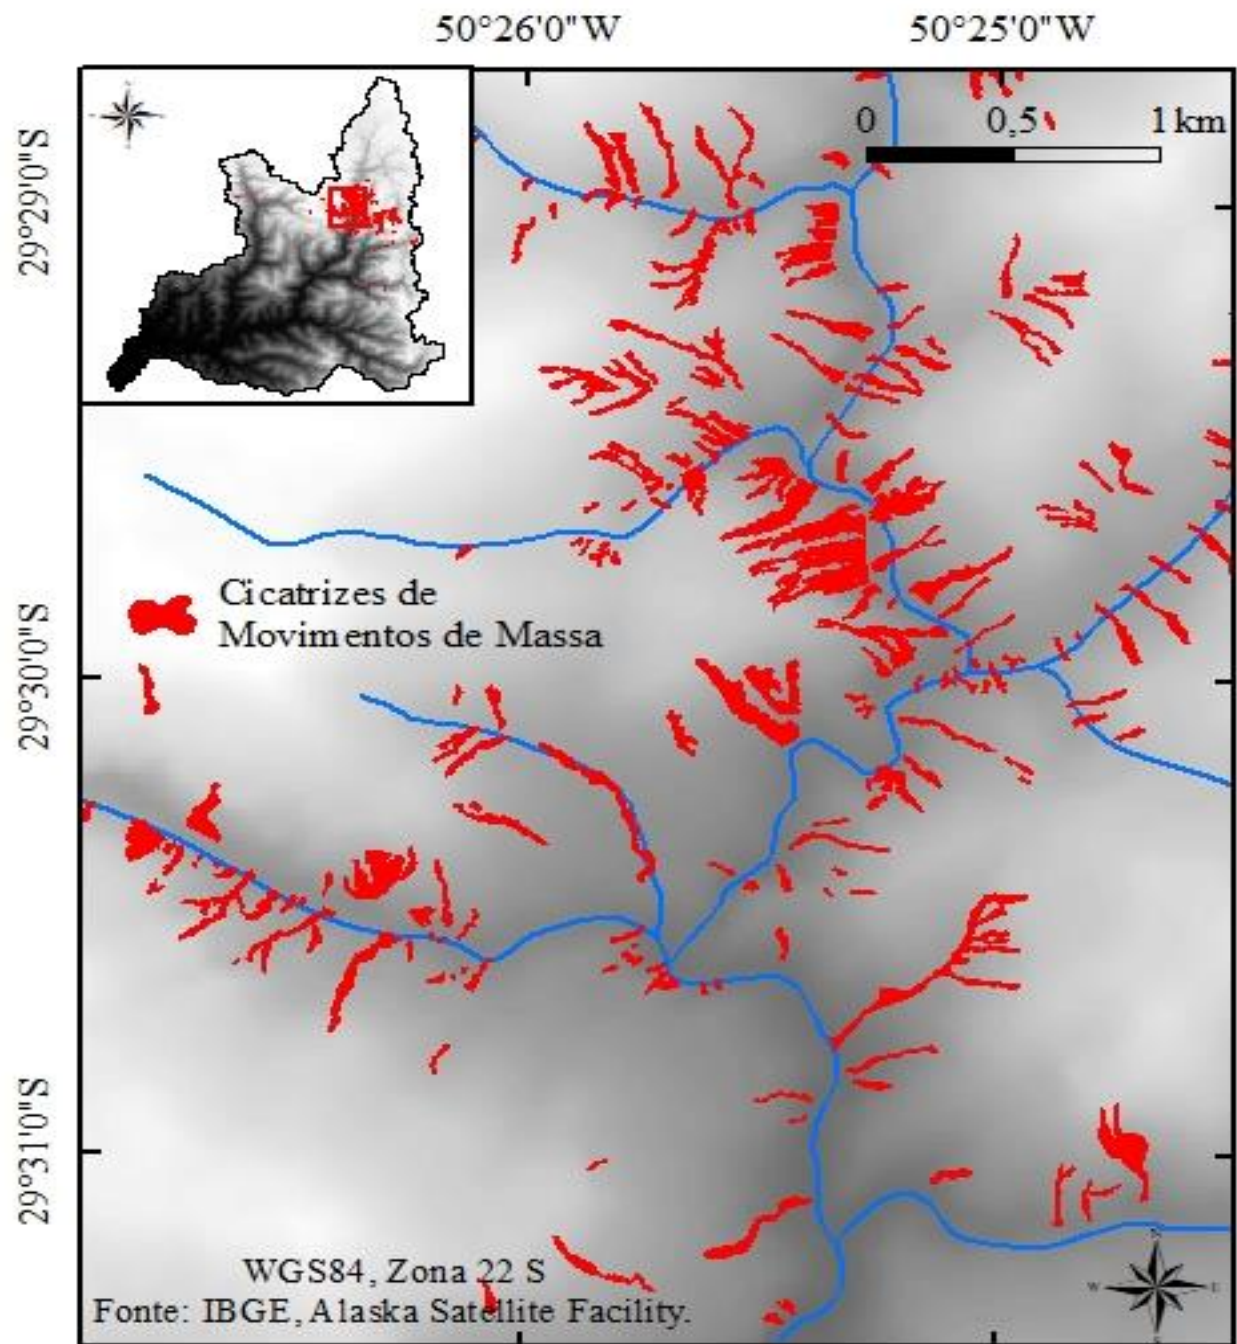 50°26'0"W 50°25'0"W
0 0,5 1 km
29°29'0"S
Cicatrizes de
Movimentos de Massa
29°30'0"S
29°31'0"S
WGS84, Zona 22 S
Fonte: IBGE, Alaska Satellite Facility.